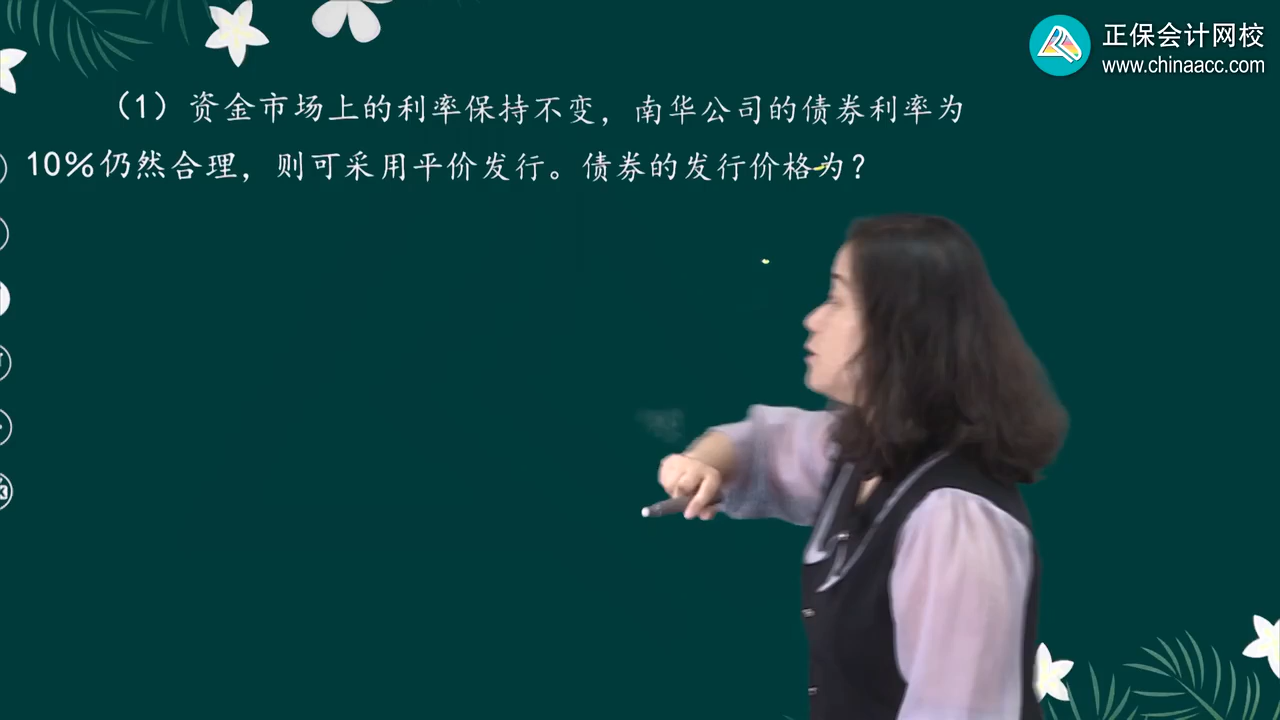 正保会计网校
www.chinaacc.com
（1）资金市场上的利率保持不变，南华公司的债券利率为
10%仍然合理，则可采用平价发行。债券的发行价格为？